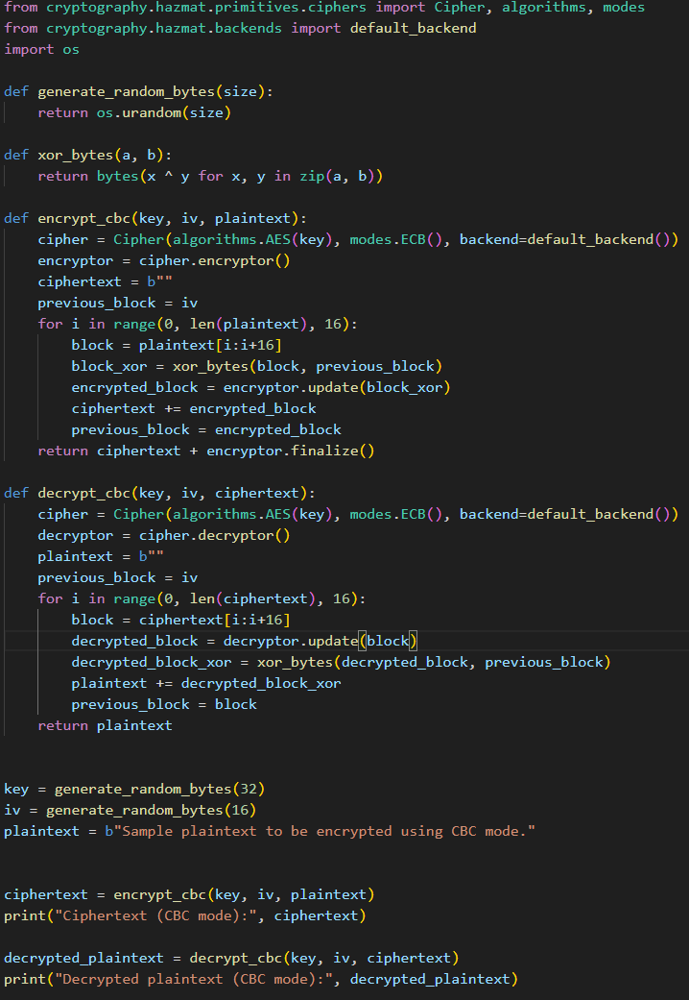 from cryptography.hazmat.primitives.ciphers import Cipher, algorithms, modes
from cryptography.hazmat.backends import default_backend
import os

def generate_random_bytes(size):
    return os.urandom(size)

def xor_bytes(a, b):
    return bytes(x ^ y for x, y in zip(a, b))

def encrypt_cbc(key, iv, plaintext):
    cipher = Cipher(algorithms.AES(key), modes.ECB(), backend=default_backend())
    encryptor = cipher.encryptor()
    ciphertext = b""
    previous_block = iv
    for i in range(0, len(plaintext), 16):
        block = plaintext[i:i+16]
        block_xor = xor_bytes(block, previous_block)
        encrypted_block = encryptor.update(block_xor)
        ciphertext += encrypted_block
        previous_block = encrypted_block
    return ciphertext + encryptor.finalize()

def decrypt_cbc(key, iv, ciphertext):
    cipher = Cipher(algorithms.AES(key), modes.ECB(), backend=default_backend())
    decryptor = cipher.decryptor()
    plaintext = b""
    previous_block = iv
    for i in range(0, len(ciphertext), 16):
        block = ciphertext[i:i+16]
        decrypted_block = decryptor.update(block)
        decrypted_block_xor = xor_bytes(decrypted_block, previous_block)
        plaintext += decrypted_block_xor
        previous_block = block
    return plaintext


key = generate_random_bytes(32)
iv = generate_random_bytes(16)
plaintext = b"Sample plaintext to be encrypted using CBC mode."


ciphertext = encrypt_cbc(key, iv, plaintext)
print("Ciphertext (CBC mode):", ciphertext)

decrypted_plaintext = decrypt_cbc(key, iv, ciphertext)
print("Decrypted plaintext (CBC mode):", decrypted_plaintext)